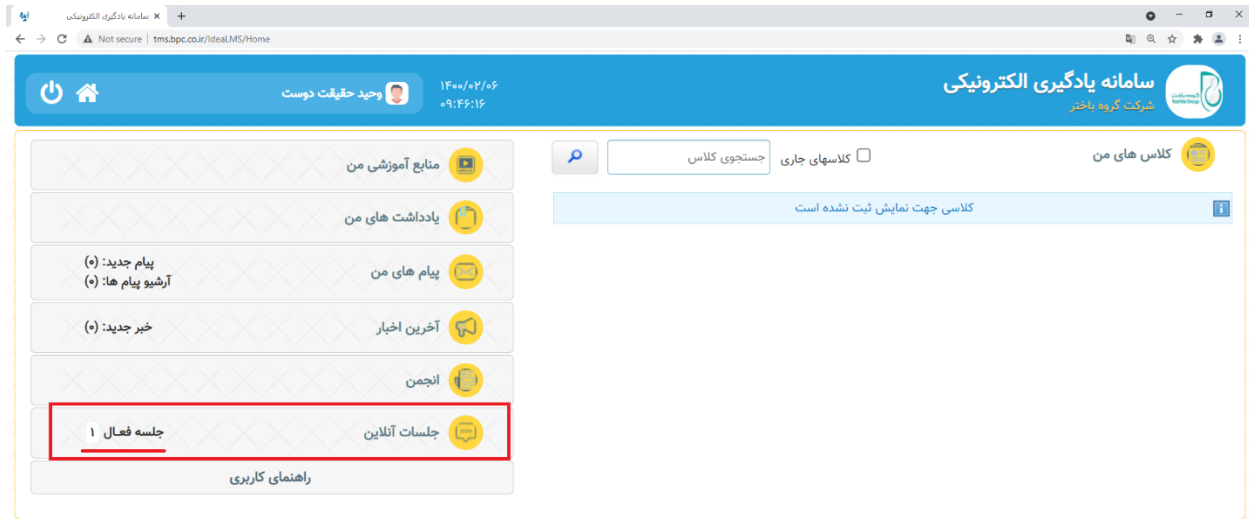 سامانه یادگیری الکترونیکی
Not secure | tms.bpc.co.ir/IdeaLMS/Home
سامانه یادگیری الکترونیکی
شرکت گروه باختر
۱۴۰۰/۰۲/۰۶
۰۹:۴۶:۱۶
وحید حقیقت دوست
کلاس های من
کلاسهای جاری
جستجوی کلاس
کلاسی جهت نمایش ثبت نشده است
منابع آموزشی من
یادداشت های من
پیام های من
پیام جدید: (۰)
آرشیو پیام ها: (۰)
آخرین اخبار
خبر جدید: (۰)
انجمن
جلسات آنلاین
جلسه فعال ۱
راهنمای کاربری